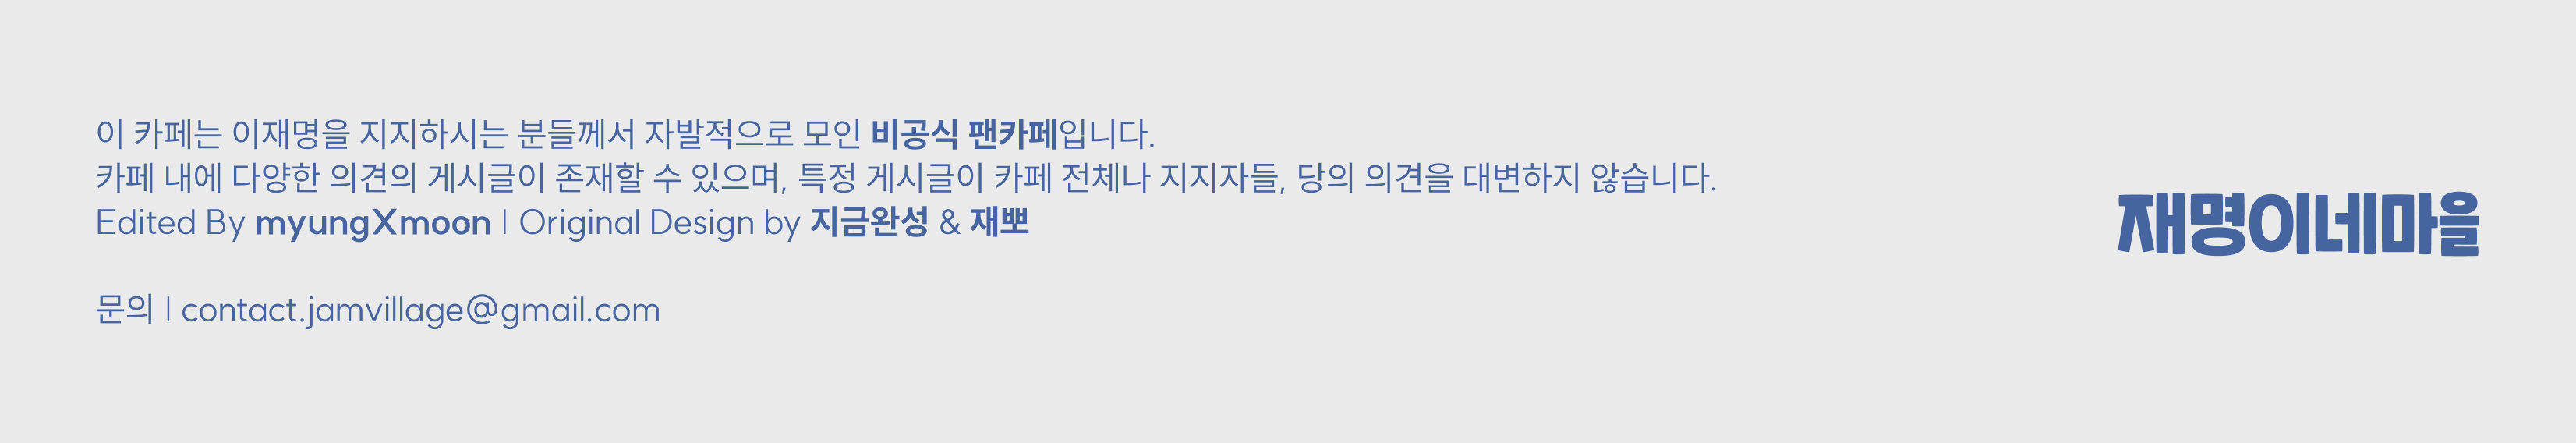 이 카페는 이재명을 지지하시는 분들께서 자발적으로 모인 비공식 팬카페입니다.
카페 내에 다양한 의견의 게시글이 존재할 수 있으며, 특정 게시글이 카페 전체나 지지자들, 당의 의견을 대변하지 않습니다.
Edited By myungXmoon | Original Design by 지금완성 & 재뽀
문의 | contact.jamvillage@gmail.com
재명이네마을